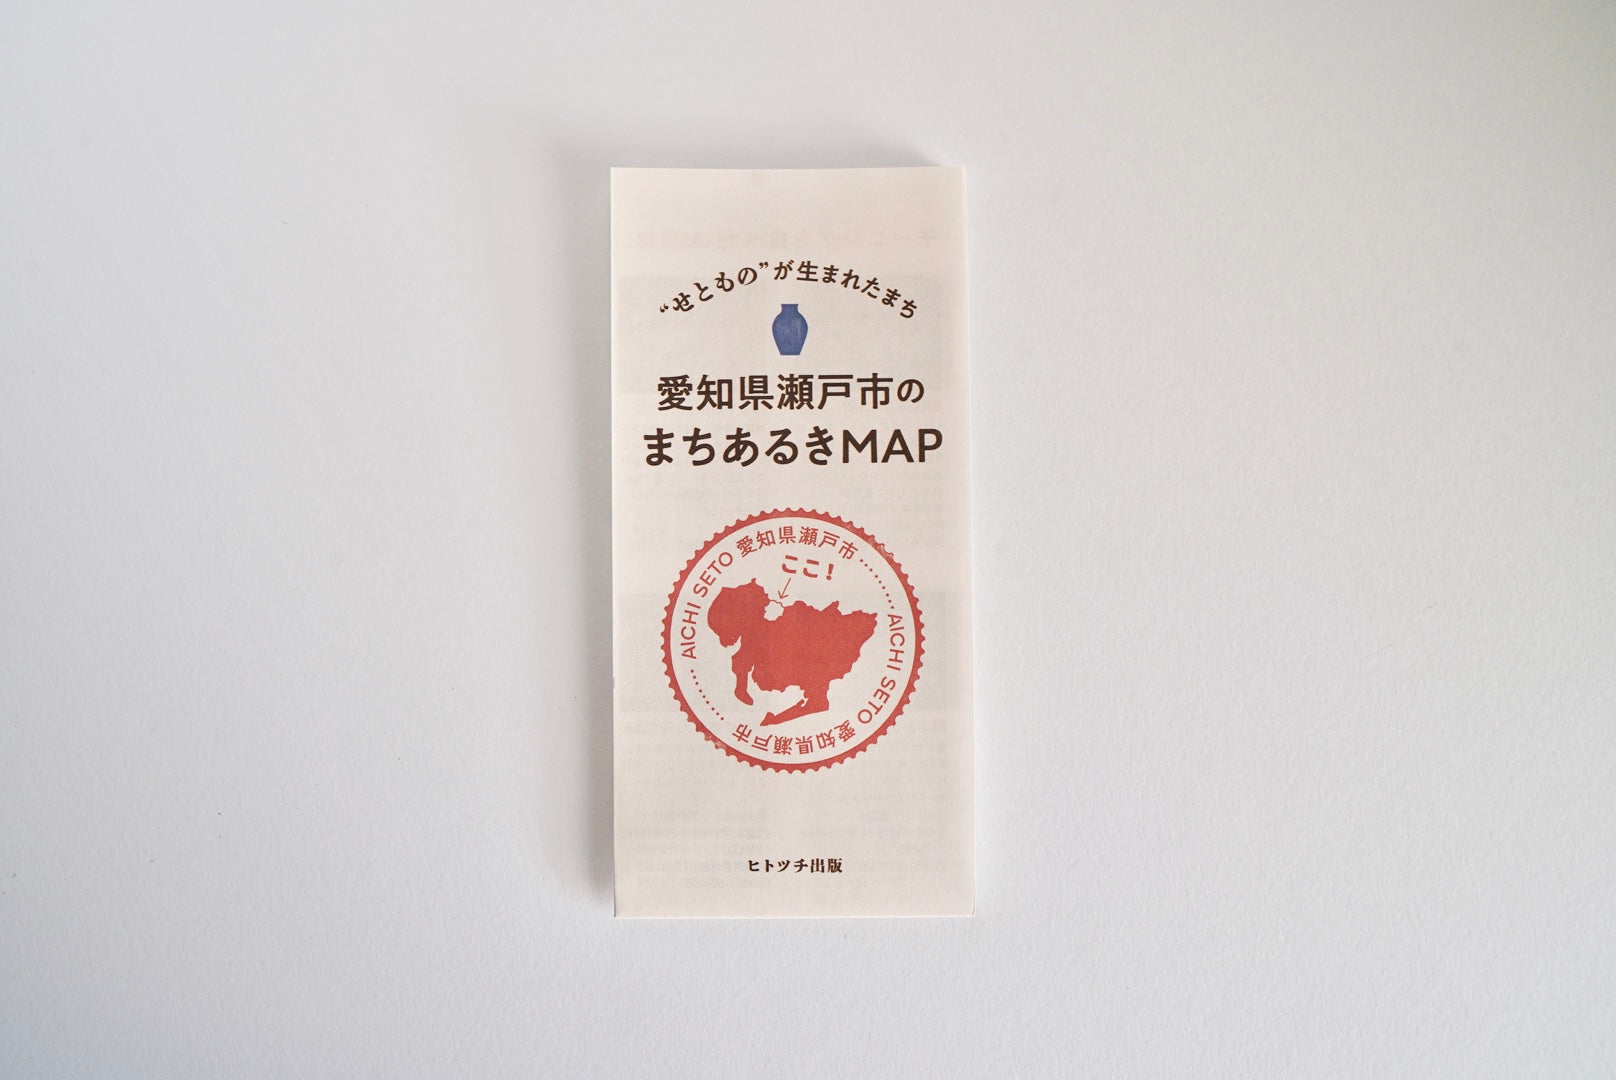 “せともの”が生まれたまち
愛知県瀬戸市の
まちあるきMAP
AICHI SETO 愛知県瀬戸市
ここ!
AICHI SETO 愛知県瀬戸市
ヒトツチ出版